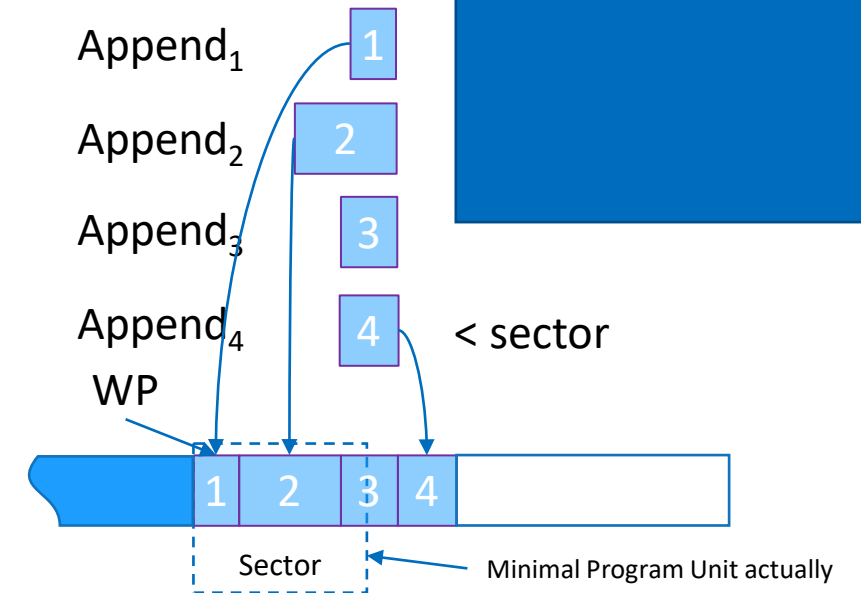 Append₁ 1
Append₂ 2
Append₃ 3
Append₄ 4 < sector
WP
1 2 3 4
Sector
Minimal Program Unit actually